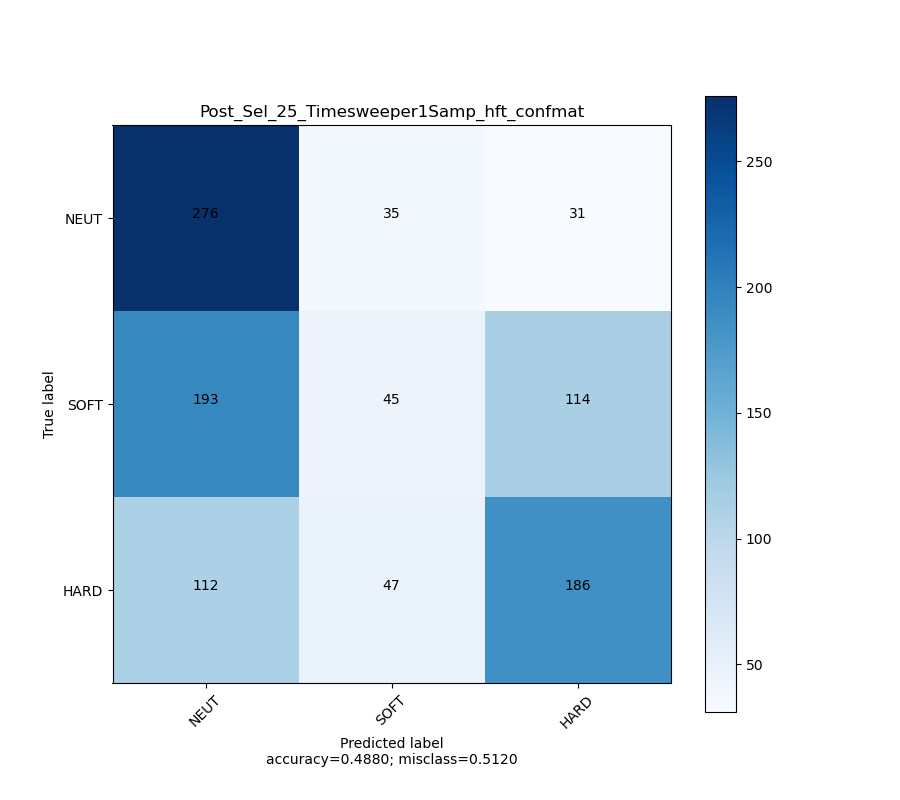 Post_Sel_25_Timesweeper1Samp_hft_confmat
NEUT 276 35 31
SOFT 193 45 114
HARD 112 47 186
NEUT SOFT HARD
True label
Predicted label
accuracy=0.4880; misclass=0.5120
250
200
150
100
50